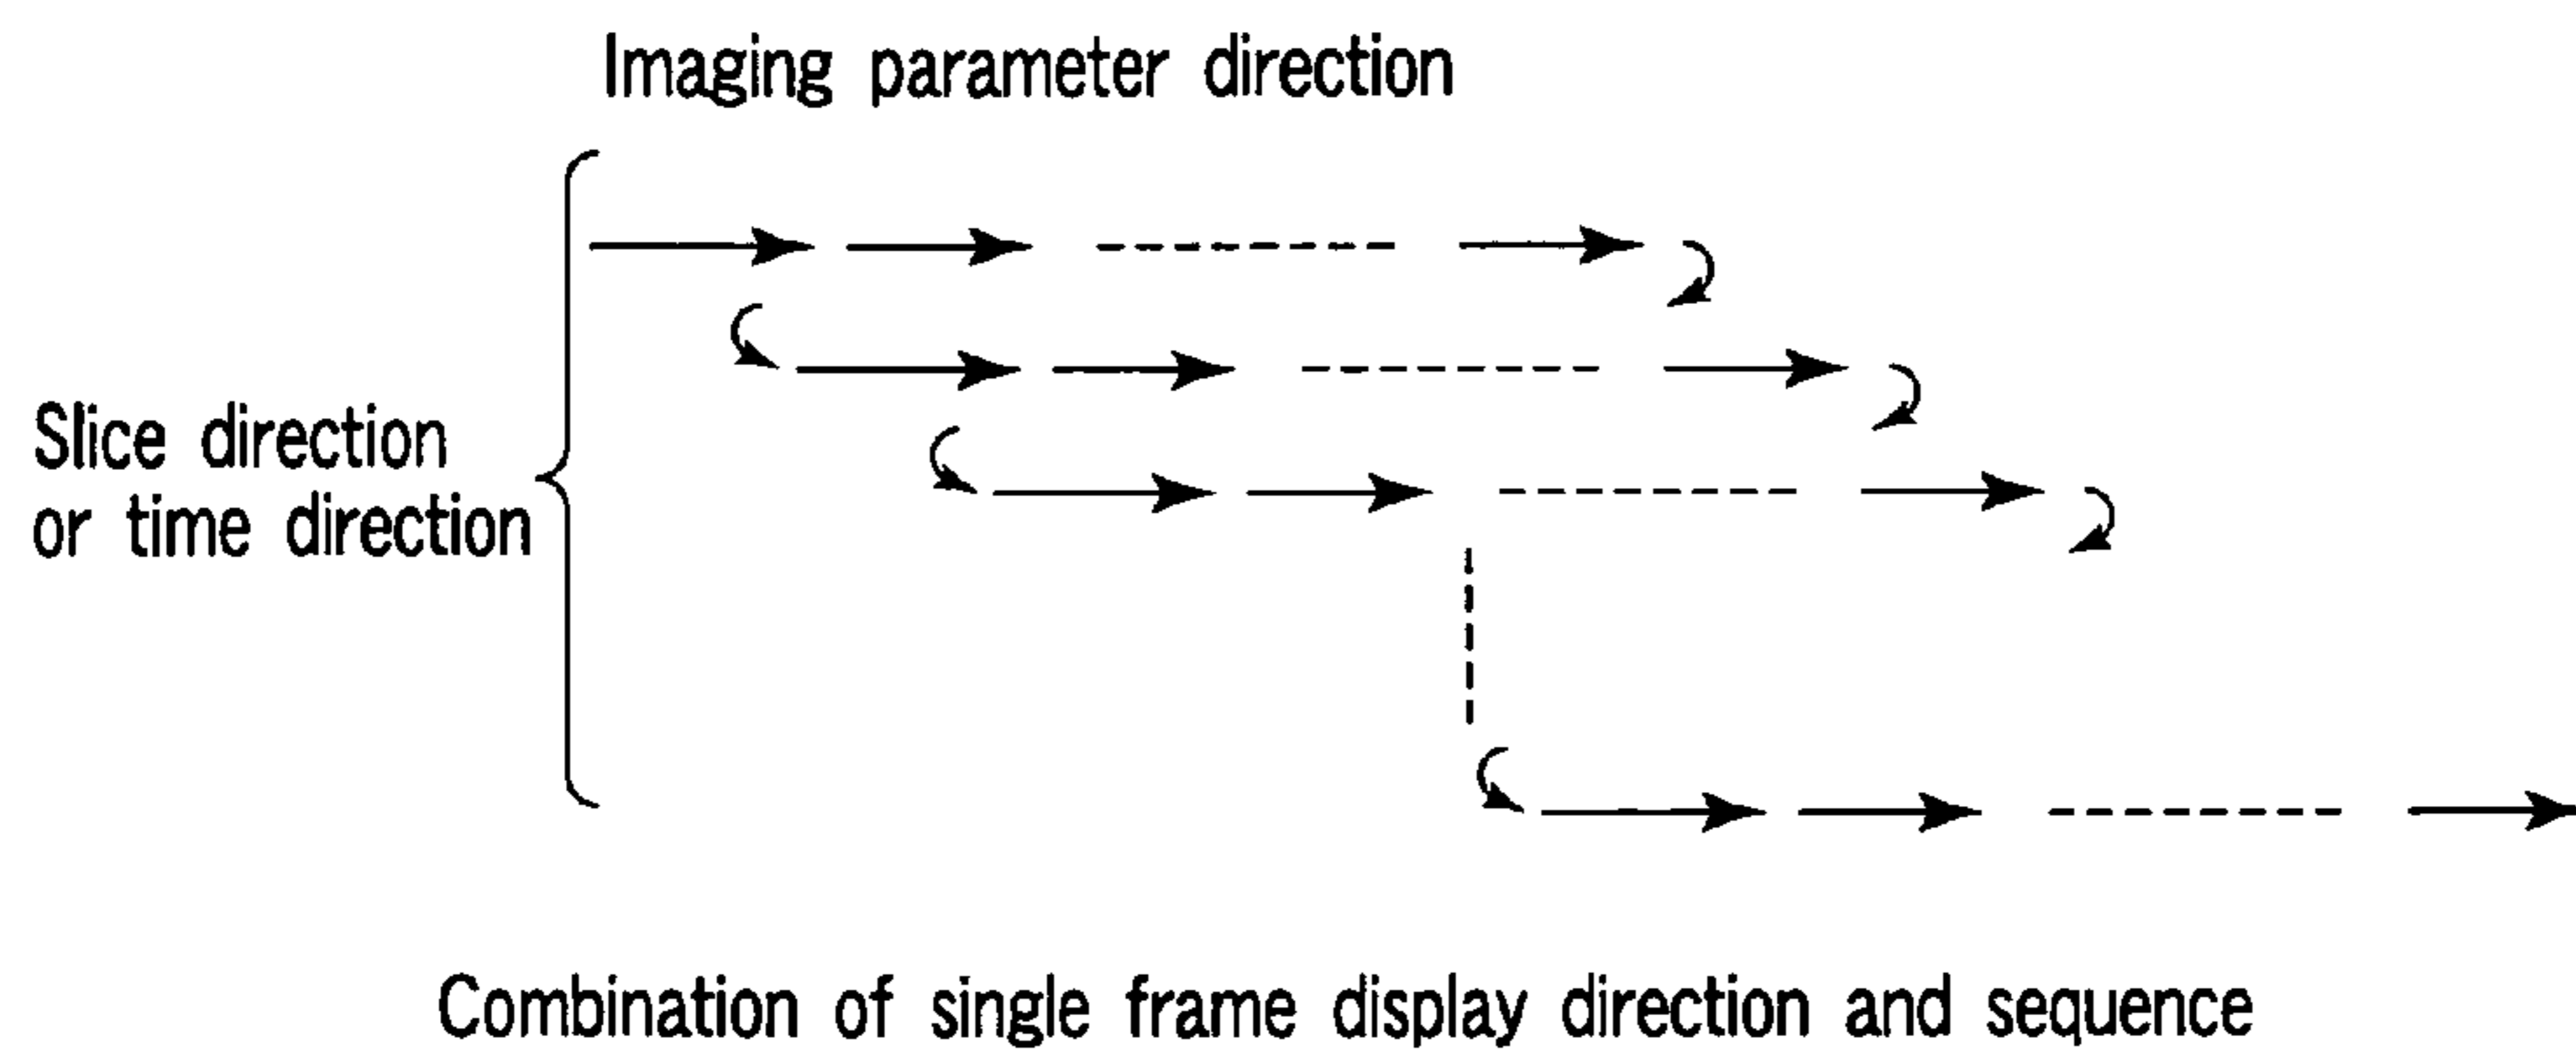 Imaging parameter direction
Slice direction
or time direction
Combination of single frame display direction and sequence